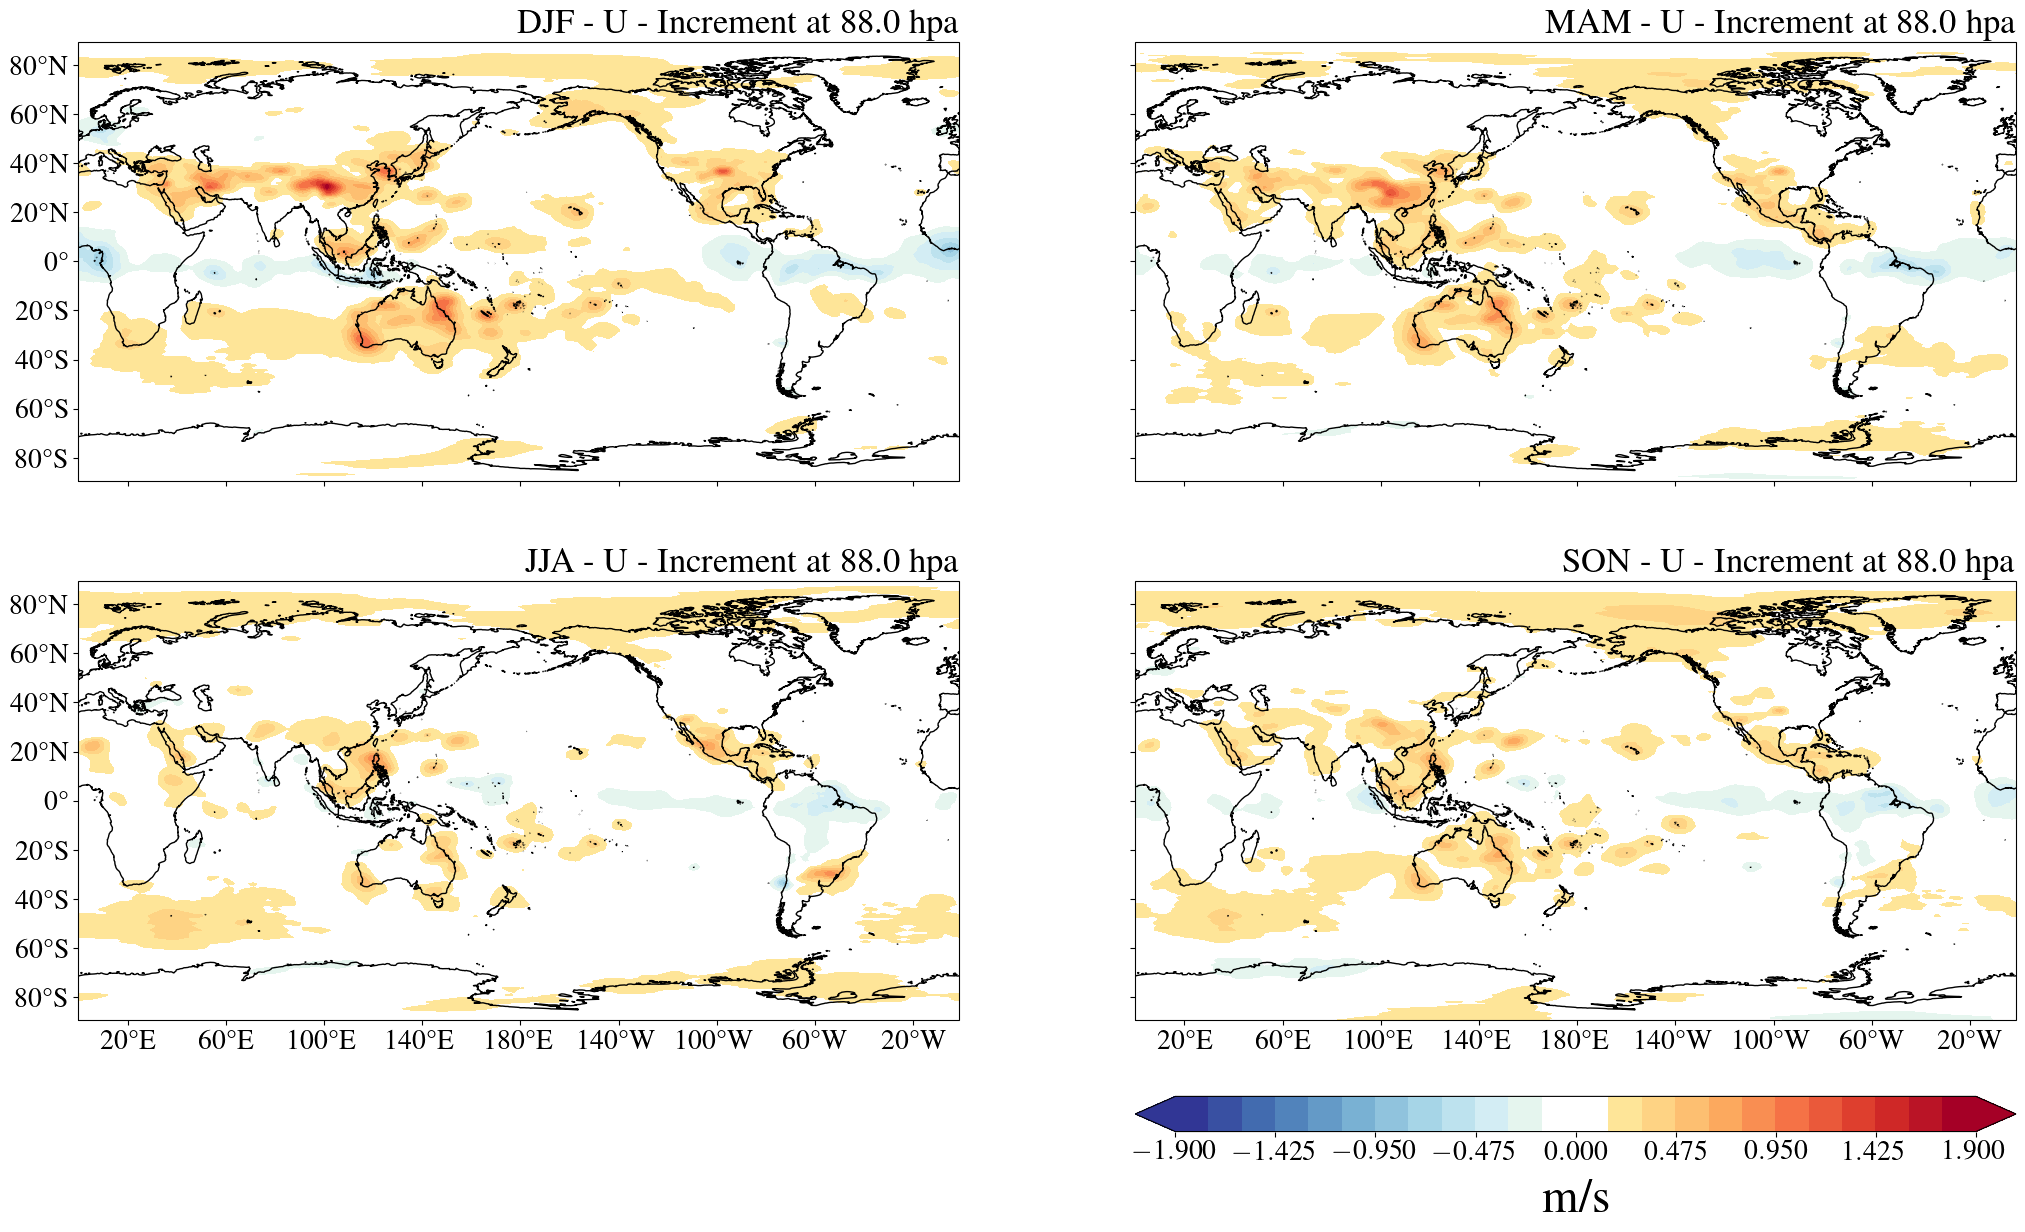 DJF - U - Increment at 88.0 hpa
MAM - U - Increment at 88.0 hpa
80°N
60°N
40°N
20°N
0°
20°S
40°S
60°S
80°S
JJA - U - Increment at 88.0 hpa
SON - U - Increment at 88.0 hpa
80°N
60°N
40°N
20°N
0°
20°S
40°S
60°S
80°S
20°E 60°E 100°E 140°E 180°E 140°W 100°W 60°W 20°W
20°E 60°E 100°E 140°E 180°E 140°W 100°W 60°W 20°W
−1.900 −1.425 −0.950 −0.475 0.000 0.475 0.950 1.425 1.900
m/s